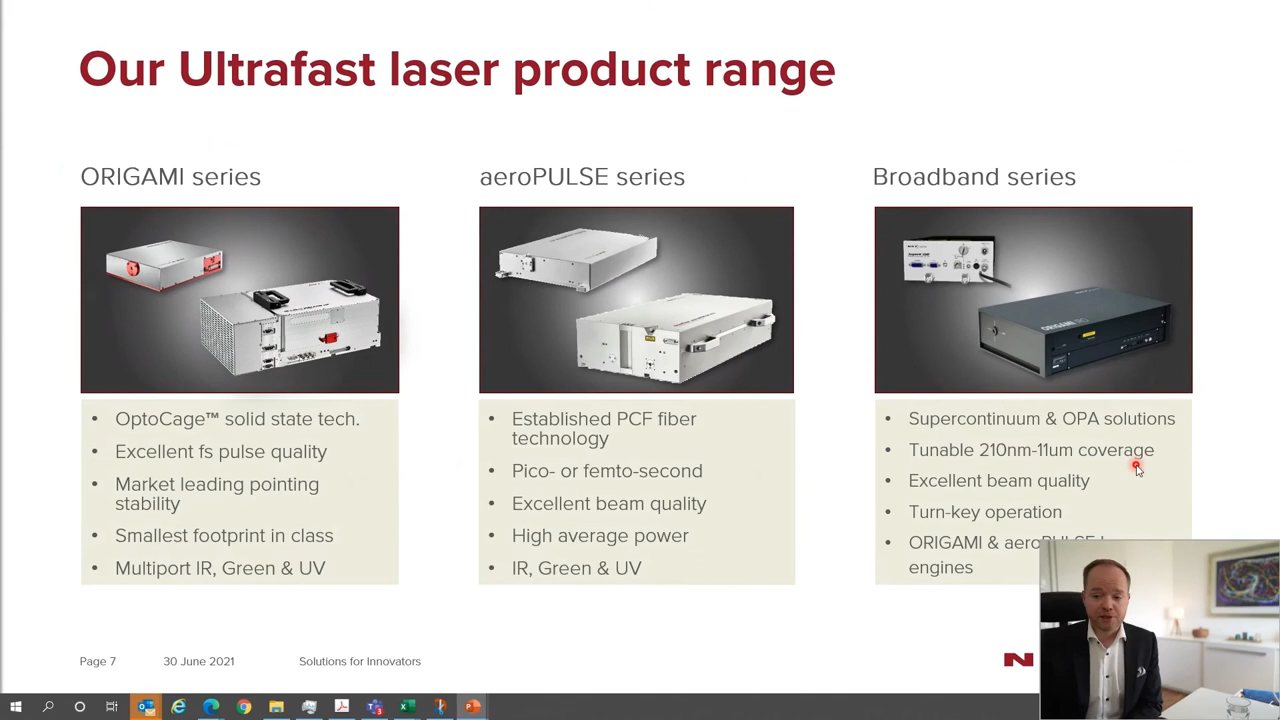 Our Ultrafast laser product range
ORIGAMI series
OptoCage™ solid state tech.
Excellent fs pulse quality
Market leading pointing
stability
Smallest footprint in class
Multiport IR, Green & UV
aeroPULSE series
Established PCF fiber
technology
Pico- or femto-second
Excellent beam quality
High average power
IR, Green & UV
Broadband series
ORIGAMI
Supercontinuum & OPA solutions
Tunable 210nm-11um coverage
Excellent beam quality
Turn-key operation
ORIGAMI &
engines
Page 7
30 June 2021
Solutions for Innovators